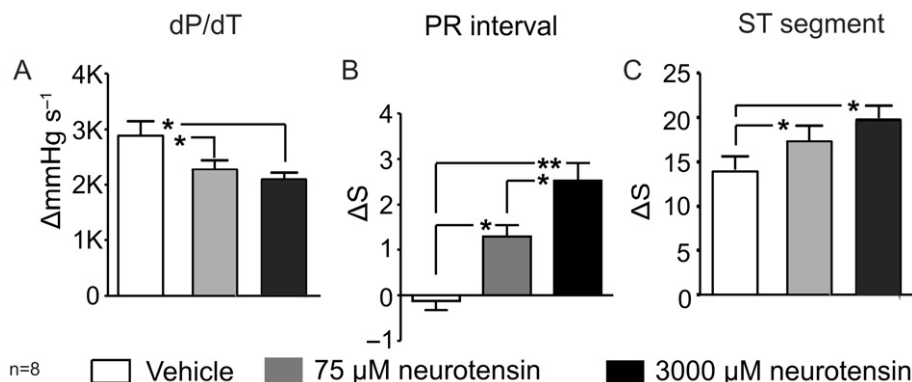 dP/dT PR interval ST segment
A
4K
3K
2K
1K
0
ΔmmHg s⁻¹
*
*
B
4
3
2
1
0
–1
ΔS
**
*
*
C
25
20
15
10
5
0
ΔS
*
*
n=8 Vehicle 75 μM neurotensin 3000 μM neurotensin